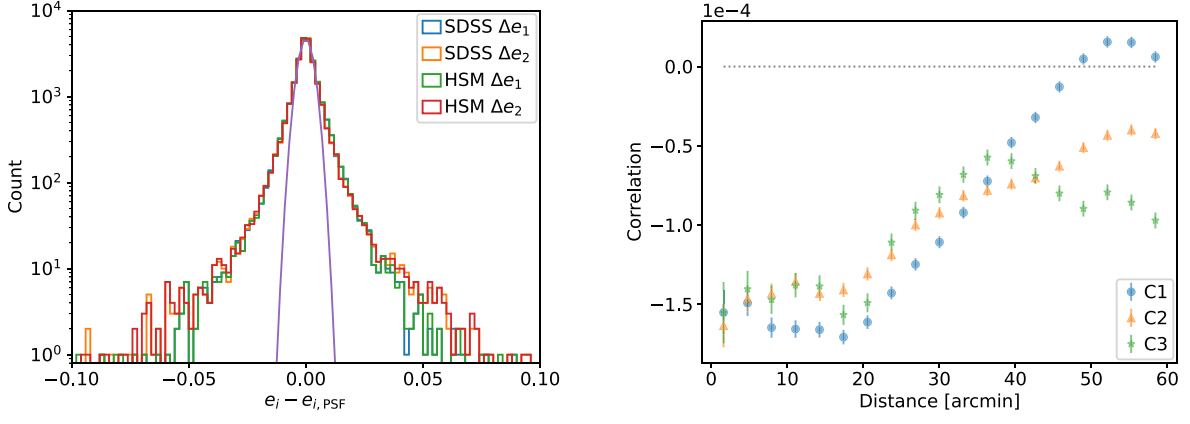 10⁴
10³
10²
10¹
10⁰
Count
−0.10 −0.05 0.00 0.05 0.10
eᵢ − eᵢ, PSF
SDSS Δe₁
SDSS Δe₂
HSM Δe₁
HSM Δe₂
1e−4
0.0
−0.5
−1.0
−1.5
Correlation
0 10 20 30 40 50 60
Distance [arcmin]
C1
C2
C3